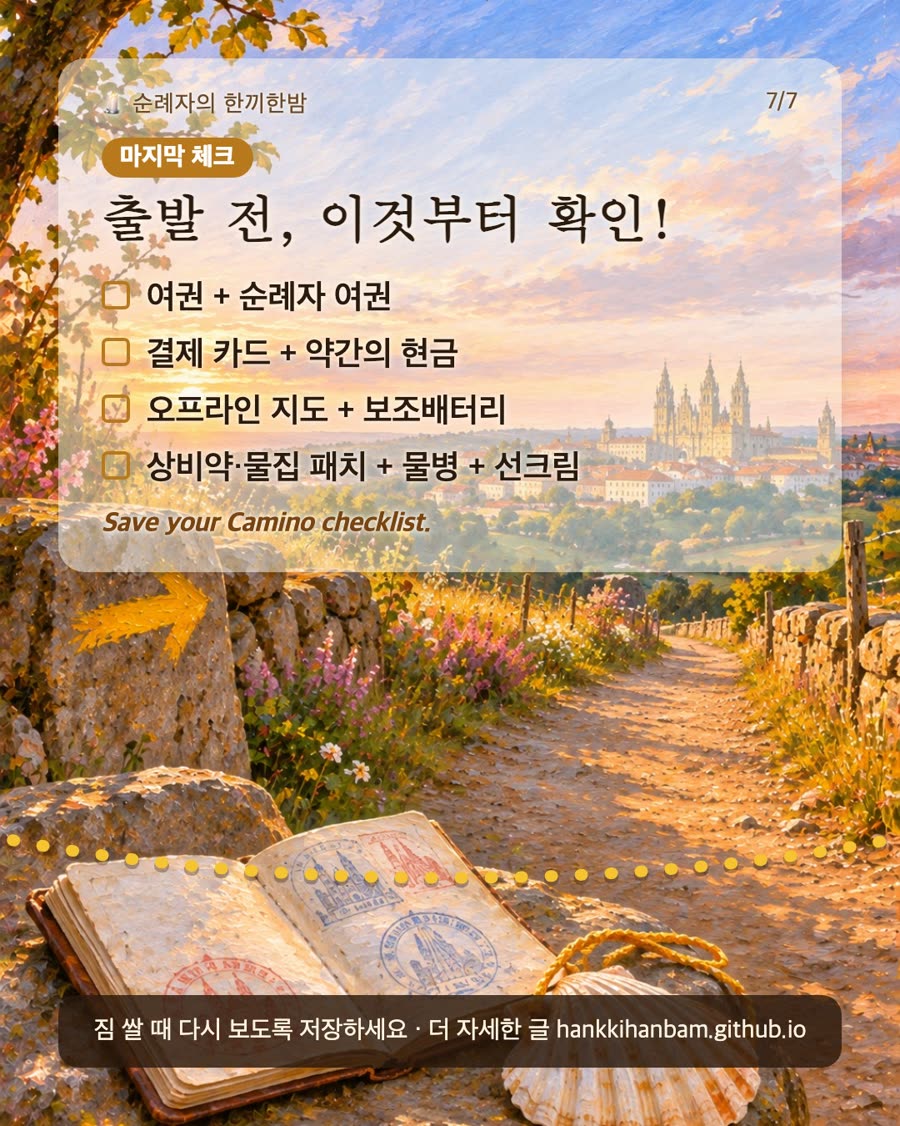 순례자의 한끼한밤
7/7
마지막 체크
출발 전, 이것부터 확인!
여권 + 순례자 여권
결제 카드 + 약간의 현금
오프라인 지도 + 보조배터리
상비약·물집 패치 + 물병 + 선크림
Save your Camino checklist.
짐 쌀 때 다시 보도록 저장하세요 · 더 자세한 글 hankkihanbam.github.io